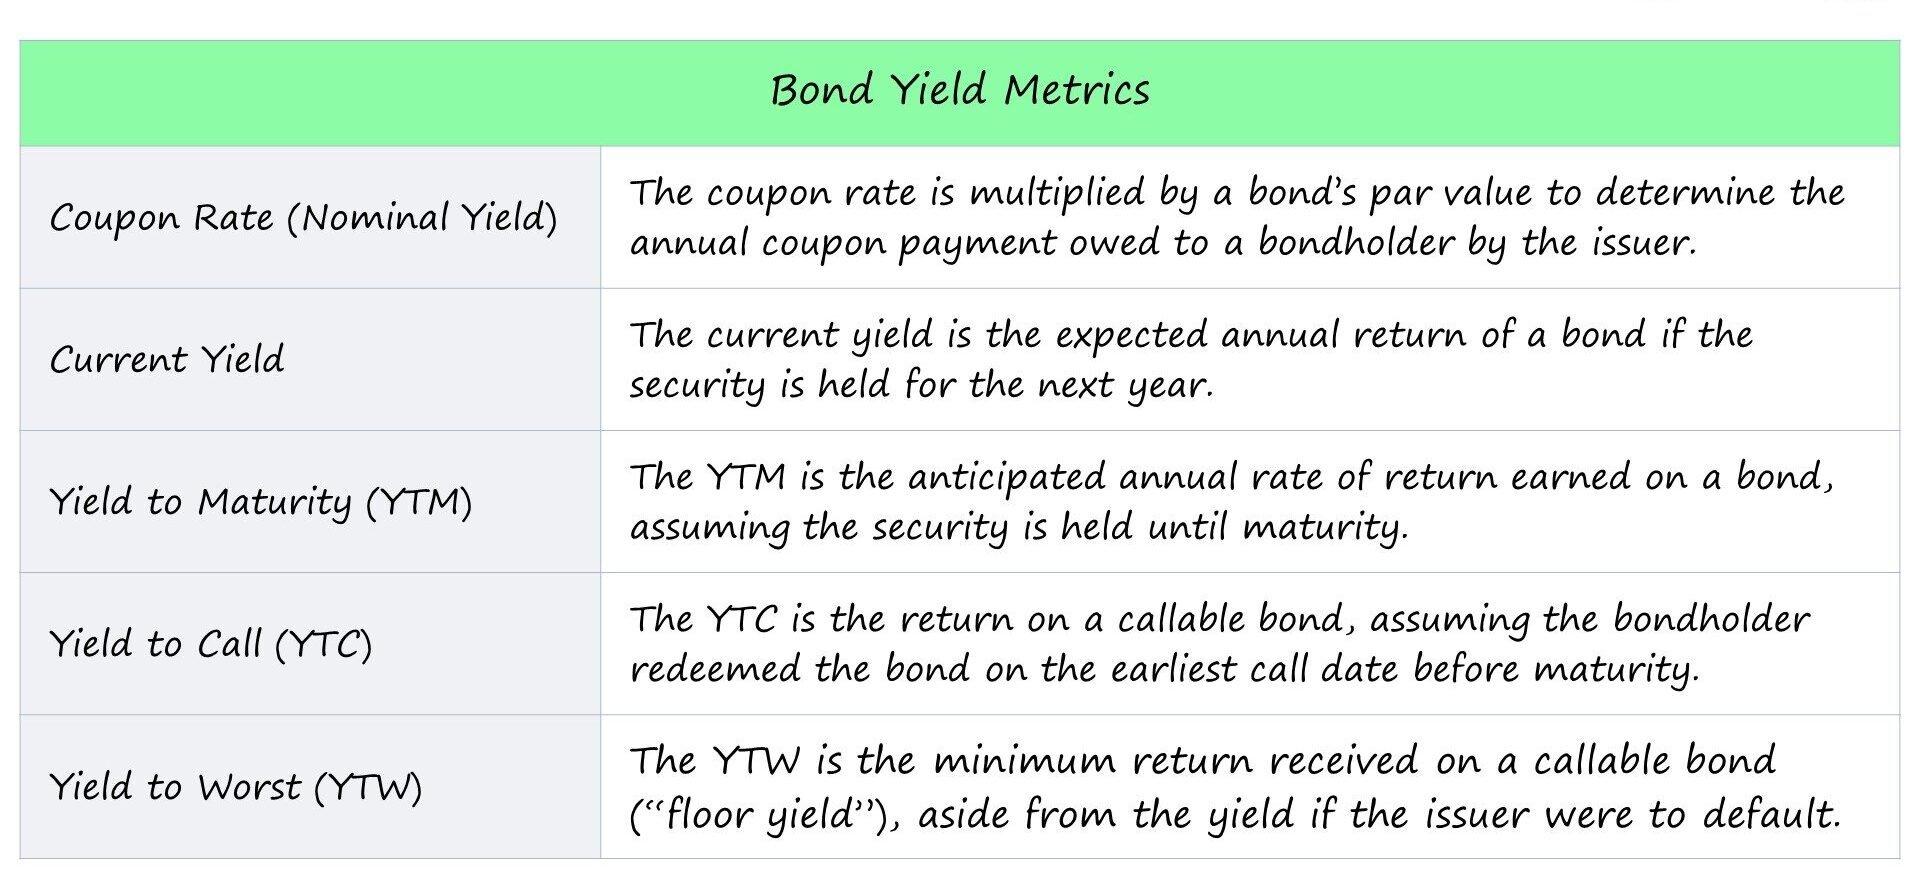 Bond Yield Metrics
Coupon Rate (Nominal Yield)
The coupon rate is multiplied by a bond’s par value to determine the
annual coupon payment owed to a bondholder by the issuer.
Current Yield
The current yield is the expected annual return of a bond if the
security is held for the next year.
Yield to Maturity (YTM)
The YTM is the anticipated annual rate of return earned on a bond,
assuming the security is held until maturity.
Yield to Call (YTC)
The YTC is the return on a callable bond, assuming the bondholder
redeemed the bond on the earliest call date before maturity.
Yield to Worst (YTW)
The YTW is the minimum return received on a callable bond
(“floor yield”), aside from the yield if the issuer were to default.